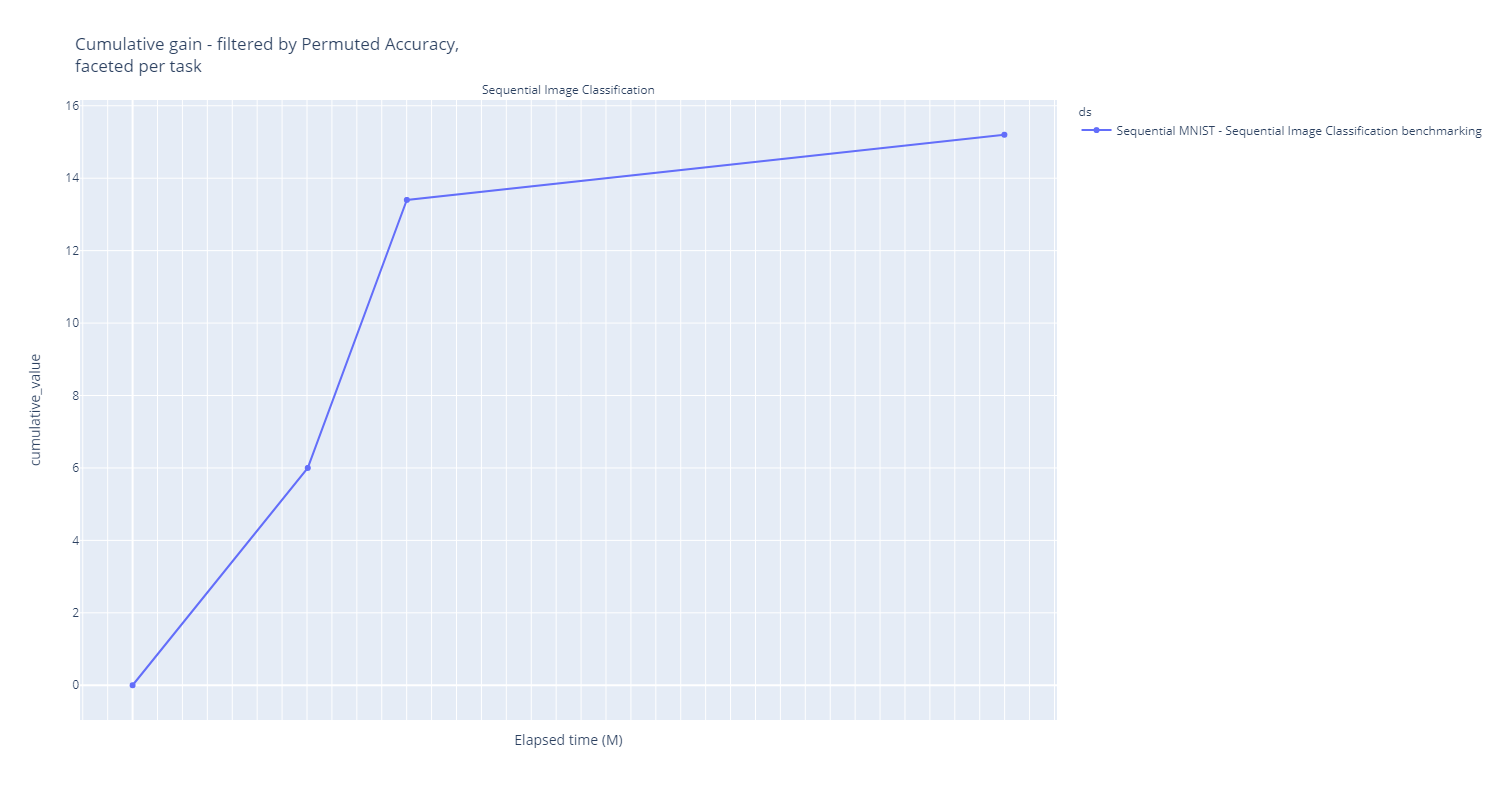 Cumulative gain - filtered by Permuted Accuracy,
faceted per task
Sequential Image Classification
16
14
12
10
8
6
4
2
0
cumulative_value
Elapsed time (M)
ds
Sequential MNIST - Sequential Image Classification benchmarking